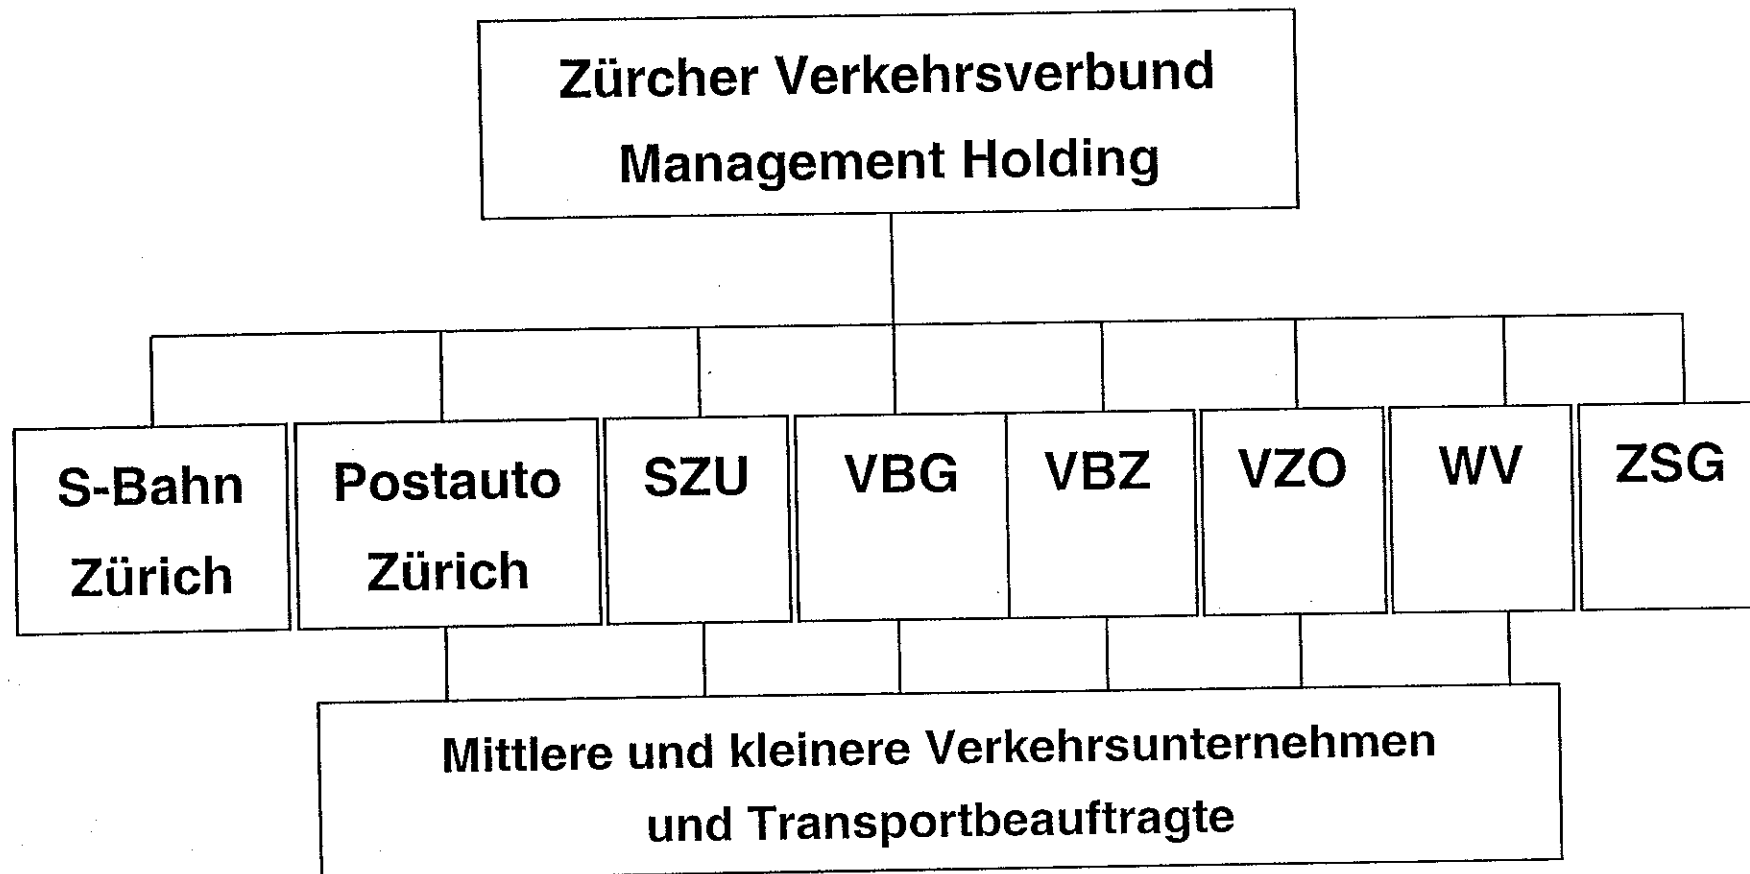 Zürcher Verkehrsverbund
Management Holding
S-Bahn
Zürich
Postauto
Zürich
SZU
VBG
VBZ
VZO
WV
ZSG
Mittlere und kleinere Verkehrsunternehmen
und Transportbeauftragte